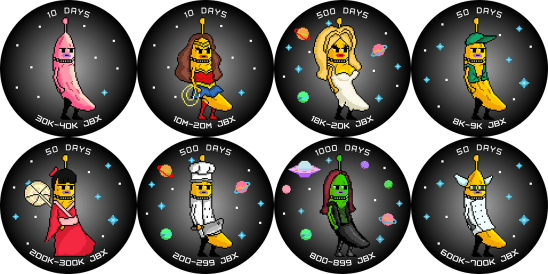 10 DAYS
30K-40K JBX
10 DAYS
10M-20M JBX
500 DAYS
18K-20K JBX
50 DAYS
8K-9K JBX
50 DAYS
200K-300K JBX
500 DAYS
200-299 JBX
1000 DAYS
800-899 JBX
50 DAYS
600K-700K JBX